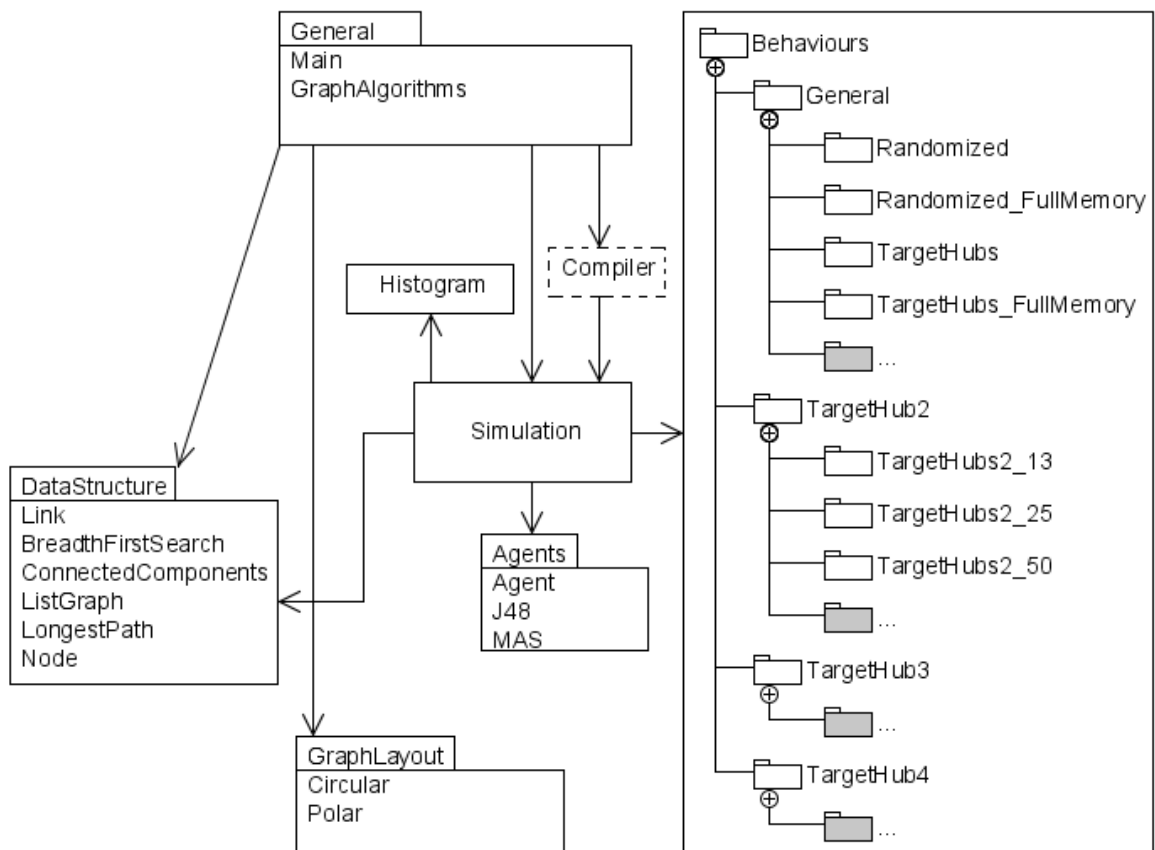 General
Main
GraphAlgorithms
Compiler
Histogram
Simulation
DataStructure
Link
BreadthFirstSearch
ConnectedComponents
ListGraph
LongestPath
Node
Agents
Agent
J48
MAS
GraphLayout
Circular
Polar
Behaviours
General
Randomized
Randomized_FullMemory
TargetHubs
TargetHubs_FullMemory
...
TargetHub2
TargetHubs2_13
TargetHubs2_25
TargetHubs2_50
...
TargetHub3
...
TargetHub4
...